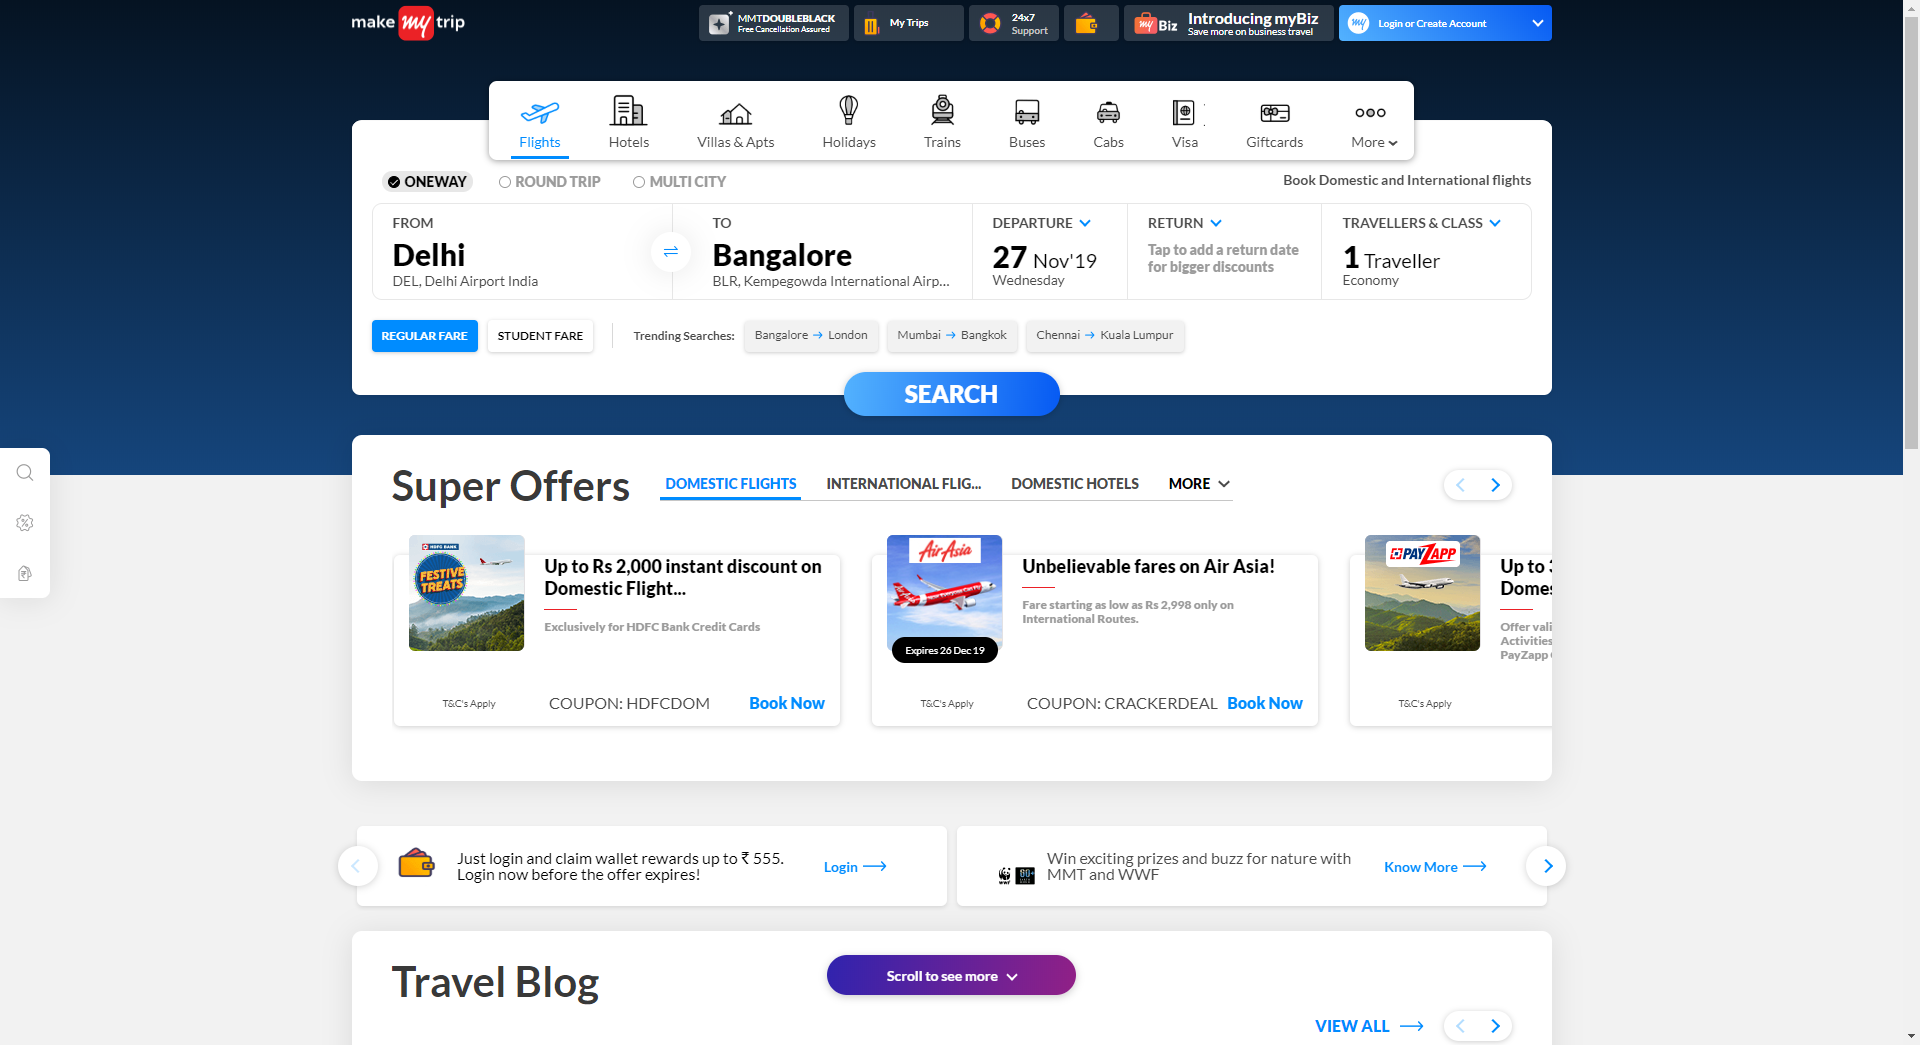 make my trip
MMTDOUBLEBLACK
Free Cancellation Assured
My Trips
24x7
Support
my Biz
Introducing myBiz
Save more on business travel
my
Login or Create Account
Flights
Hotels
Villas & Apts
Holidays
Trains
Buses
Cabs
Visa
Giftcards
More
ONEWAY
ROUND TRIP
MULTI CITY
Book Domestic and International flights
FROM
Delhi
DEL, Delhi Airport India
TO
Bangalore
BLR, Kempegowda International Airp...
DEPARTURE
27 Nov'19
Wednesday
RETURN
Tap to add a return date
for bigger discounts
TRAVELLERS & CLASS
1 Traveller
Economy
REGULAR FARE
STUDENT FARE
Trending Searches:
Bangalore → London
Mumbai → Bangkok
Chennai → Kuala Lumpur
SEARCH
Super Offers
DOMESTIC FLIGHTS
INTERNATIONAL FLIG...
DOMESTIC HOTELS
MORE
HDFC BANK
FESTIVE
TREATS
Up to Rs 2,000 instant discount on
Domestic Flight...
Exclusively for HDFC Bank Credit Cards
T&C's Apply
COUPON: HDFCDOM
Book Now
AirAsia
Expires 26 Dec 19
Unbelievable fares on Air Asia!
Fare starting as low as Rs 2,998 only on
International Routes.
T&C's Apply
COUPON: CRACKERDEAL
Book Now
PAYZAPP
Up to
Domes
Offer vali
Activities
PayZapp
T&C's Apply
Just login and claim wallet rewards up to ₹ 555.
Login now before the offer expires!
Login
WWF
60+
Win exciting prizes and buzz for nature with
MMT and WWF
Know More
Travel Blog
Scroll to see more
VIEW ALL